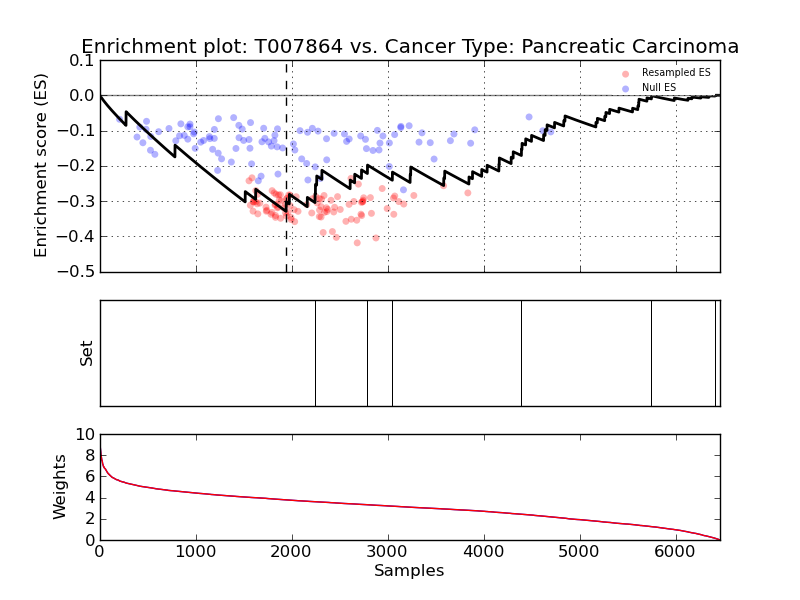 Enrichment plot: T007864 vs. Cancer Type: Pancreatic Carcinoma
0.1
0.0
−0.1
−0.2
−0.3
−0.4
−0.5
Enrichment score (ES)
Resampled ES
Null ES
Set
10
8
6
4
2
0
Weights
0 1000 2000 3000 4000 5000 6000
Samples